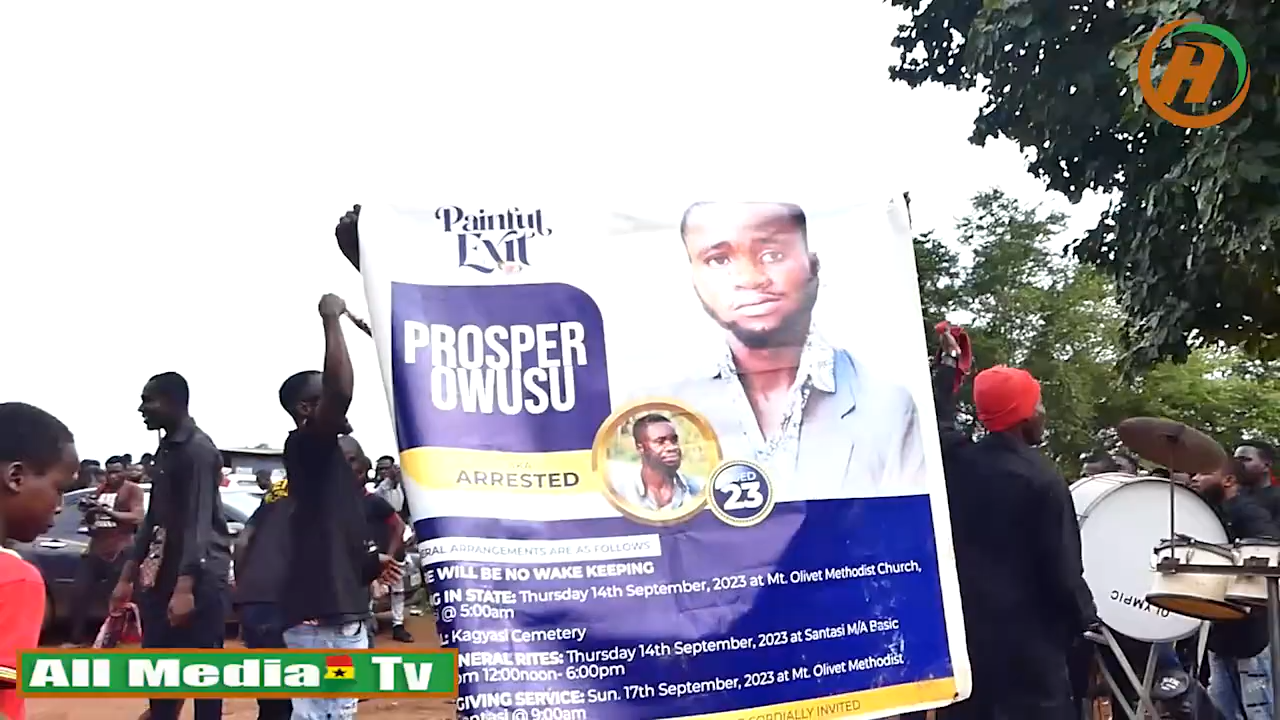 Painful
Exit
PROSPER
OWUSU
ARRESTED
23
ERAL ARRANGEMENTS ARE AS FOLLOWS
E WILL BE NO WAKE KEEPING
G IN STATE: Thursday 14th September, 2023 at Mt. Olivet Methodist Church,
@ 5:00am
: Kagyasi Cemetery
NERAL RITES: Thursday 14th September, 2023 at Santasi M/A Basic
om 12:00noon- 6:00pm
GIVING SERVICE: Sun. 17th September, 2023 at Mt. Olivet Methodist
antasi @ 9:00am
CORDIALLY INVITED
OLYMPIC
All Media Tv
H